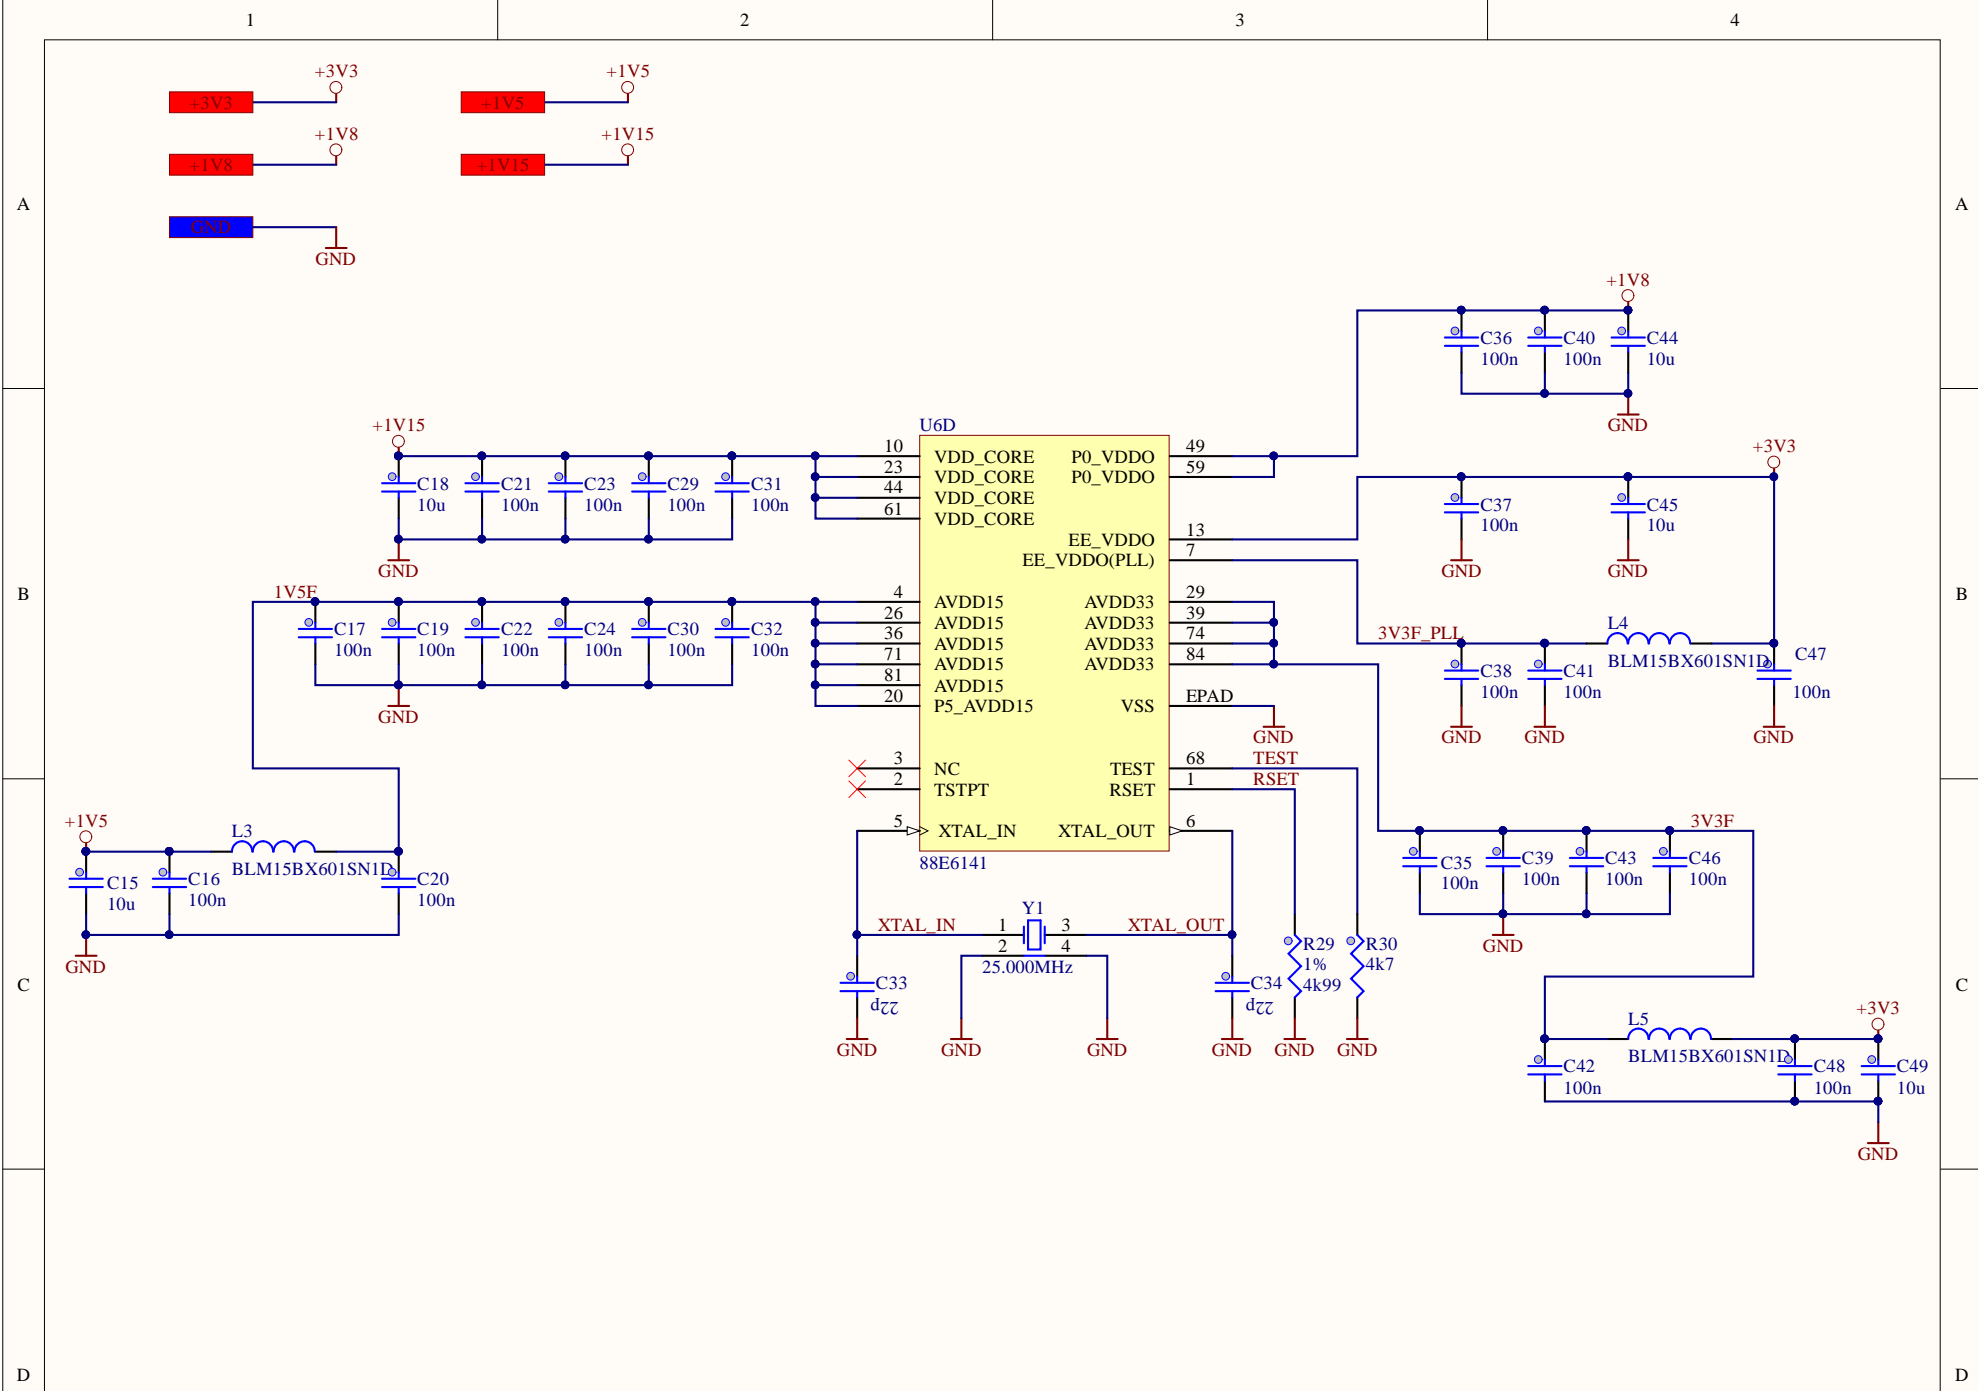 1 2 3 4
+3V3 +3V3
+1V5 +1V5
+1V8 +1V8
+1V15 +1V15
GND
GND
A A
+1V8
C36 100n
C40 100n
C44 10u
GND
+1V15
C18 10u
C21 100n
C23 100n
C29 100n
C31 100n
GND
1V5F
C17 100n
C19 100n
C22 100n
C24 100n
C30 100n
C32 100n
GND
B B
U6D
10 VDD_CORE P0_VDDO 49
23 VDD_CORE P0_VDDO 59
44 VDD_CORE
61 VDD_CORE
EE_VDDO 13
EE_VDDO(PLL) 7
4 AVDD15 AVDD33 29
26 AVDD15 AVDD33 39
36 AVDD15 AVDD33 74
71 AVDD15 AVDD33 84
81 AVDD15
20 P5_AVDD15 VSS EPAD
GND
3 NC TEST 68 TEST
2 TSTPT RSET 1 RSET
5 XTAL_IN XTAL_OUT 6
88E6141
+3V3
C37 100n
C45 10u
GND GND
3V3F_PLL
L4
BLM15BX601SN1D
C38 100n
C41 100n
C47 100n
GND GND GND
+1V5
L3
BLM15BX601SN1D
C15 10u
C16 100n
C20 100n
GND
XTAL_IN 1 Y1 3 XTAL_OUT
2 4
25.000MHz
C33 22p
C34 22p
R29 1% 4k99
R30 4k7
GND GND GND GND GND GND
3V3F
C35 100n
C39 100n
C43 100n
C46 100n
GND
C C
+3V3
L5
BLM15BX601SN1D
C42 100n
C48 100n
C49 10u
GND
D D